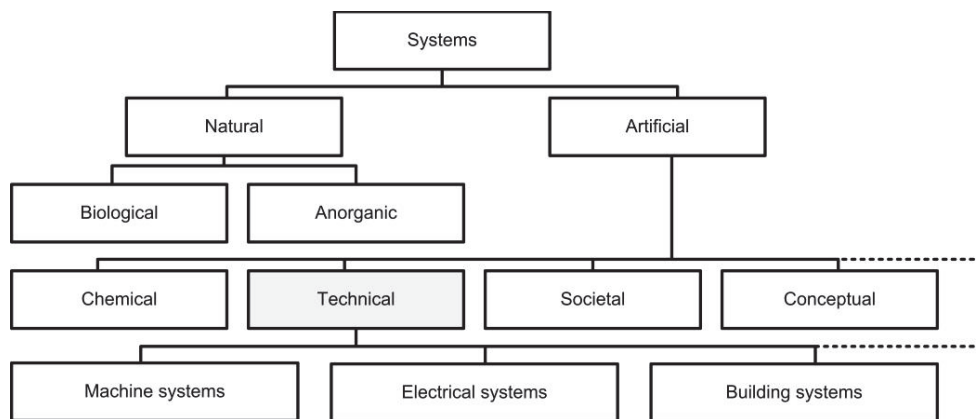 Systems
Natural
Artificial
Biological
Anorganic
Chemical
Technical
Societal
Conceptual
Machine systems
Electrical systems
Building systems